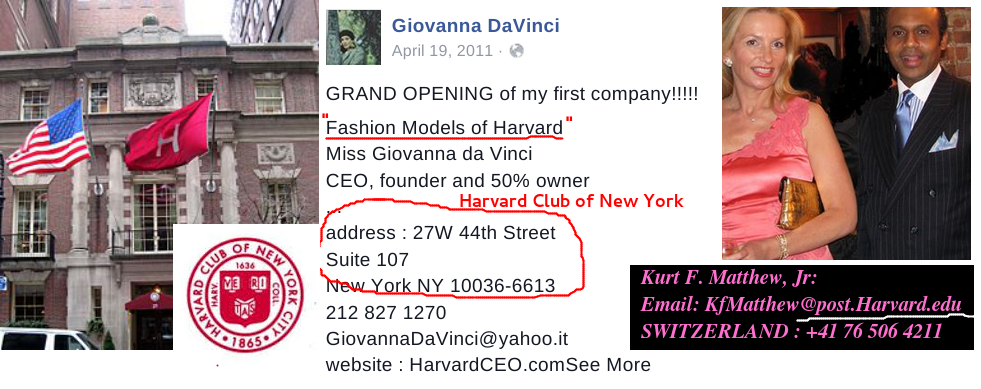 H
HARVARD CLUB OF NEW YORK CITY
1636
HARV. COLL.
VE RI
TAS
• 1865 •
Giovanna DaVinci
April 19, 2011 ·
GRAND OPENING of my first company!!!!!
"Fashion Models of Harvard"
Miss Giovanna da Vinci
CEO, founder and 50% owner
...
Harvard Club of New York
address : 27W 44th Street
Suite 107
New York NY 10036-6613
212 827 1270
GiovannaDaVinci@yahoo.it
website : HarvardCEO.comSee More
Kurt F. Matthew, Jr:
Email: KfMatthew@post.Harvard.edu
SWITZERLAND : +41 76 506 4211